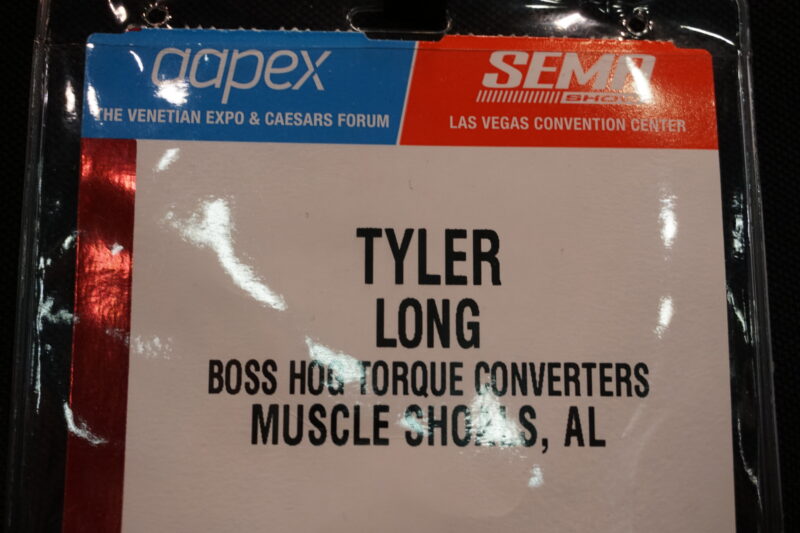 aapex
SEMA
SHOW
THE VENETIAN EXPO & CAESARS FORUM
LAS VEGAS CONVENTION CENTER
TYLER
LONG
BOSS HOG TORQUE CONVERTERS
MUSCLE SHOALS, AL